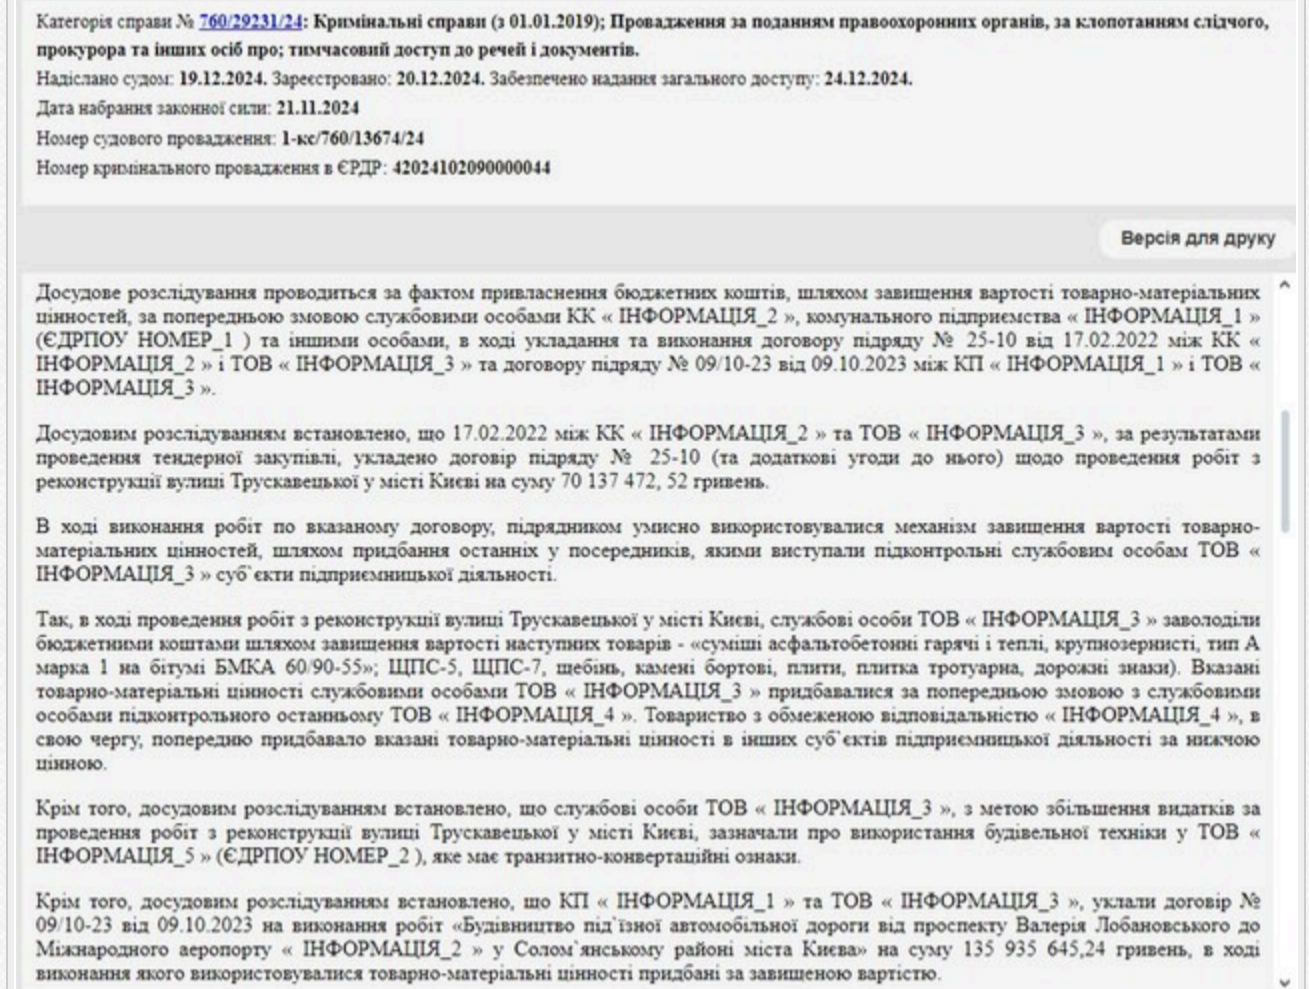 Категорія справи № 760/29231/24: Кримінальні справи (з 01.01.2019); Провадження за поданням правоохоронних органів, за клопотанням слідчого,
прокурора та інших осіб про; тимчасовий доступ до речей і документів.
Надіслано судом: 19.12.2024. Зареєстровано: 20.12.2024. Забезпечено надання загального доступу: 24.12.2024.
Дата набрання законної сили: 21.11.2024
Номер судового провадження: 1-кс/760/13674/24
Номер кримінального провадження в ЄРДР: 42024102090000044
Версія для друку
Досудове розслідування проводиться за фактом привласнення бюджетних коштів, шляхом завищення вартості товарно-матеріальних
цінностей, за попередньою змовою службовими особами КК « ІНФОРМАЦІЯ_2 », комунального підприємства « ІНФОРМАЦІЯ_1 »
(ЄДРПОУ НОМЕР_1 ) та іншими особами, в ході укладання та виконання договору підряду № 25-10 від 17.02.2022 між КК «
ІНФОРМАЦІЯ_2 » і ТОВ « ІНФОРМАЦІЯ_3 » та договору підряду № 09/10-23 від 09.10.2023 між КП « ІНФОРМАЦІЯ_1 » і ТОВ «
ІНФОРМАЦІЯ_3 ».
Досудовим розслідуванням встановлено, що 17.02.2022 між КК « ІНФОРМАЦІЯ_2 » та ТОВ « ІНФОРМАЦІЯ_3 », за результатами
проведення тендерної закупівлі, укладено договір підряду № 25-10 (та додаткові угоди до нього) щодо проведення робіт з
реконструкції вулиці Трускавецької у місті Києві на суму 70 137 472, 52 гривень.
В ході виконання робіт по вказаному договору, підрядником умисно використовувалися механізм завищення вартості товарно-
матеріальних цінностей, шляхом придбання останніх у посередників, якими виступали підконтрольні службовим особам ТОВ «
ІНФОРМАЦІЯ_3 » суб`єкти підприємницької діяльності.
Так, в ході проведення робіт з реконструкції вулиці Трускавецької у місті Києві, службові особи ТОВ « ІНФОРМАЦІЯ_3 » заволоділи
бюджетними коштами шляхом завищення вартості наступних товарів - «суміші асфальтобетонні гарячі і теплі, крупнозернисті, тип А
марка 1 на бітумі БМКА 60/90-55»; ЩПС-5, ЩПС-7, щебінь, камені бортові, плити, плитка тротуарна, дорожні знаки). Вказані
товарно-матеріальні цінності службовими особами ТОВ « ІНФОРМАЦІЯ_3 » придбавалися за попередньою змовою з службовими
особами підконтрольного останньому ТОВ « ІНФОРМАЦІЯ_4 ». Товариство з обмеженою відповідальністю « ІНФОРМАЦІЯ_4 », в
свою чергу, попередню придбавало вказані товарно-матеріальні цінності в інших суб`єктів підприємницької діяльності за нижчою
цінною.
Крім того, досудовим розслідуванням встановлено, що службові особи ТОВ « ІНФОРМАЦІЯ_3 », з метою збільшення видатків за
проведення робіт з реконструкції вулиці Трускавецької у місті Києві, зазначали про використання будівельної техніки у ТОВ «
ІНФОРМАЦІЯ_5 » (ЄДРПОУ НОМЕР_2 ), яке має транзитно-конвертаційні ознаки.
Крім того, досудовим розслідуванням встановлено, що КП « ІНФОРМАЦІЯ_1 » та ТОВ « ІНФОРМАЦІЯ_3 », уклали договір №
09/10-23 від 09.10.2023 на виконання робіт «Будівництво під`їзної автомобільної дороги від проспекту Валерія Лобановського до
Міжнародного аеропорту « ІНФОРМАЦІЯ_2 » у Солом`янському районі міста Києва» на суму 135 935 645,24 гривень, в ході
виконання якого використовувалися товарно-матеріальні цінності придбані за завищеною вартістю.